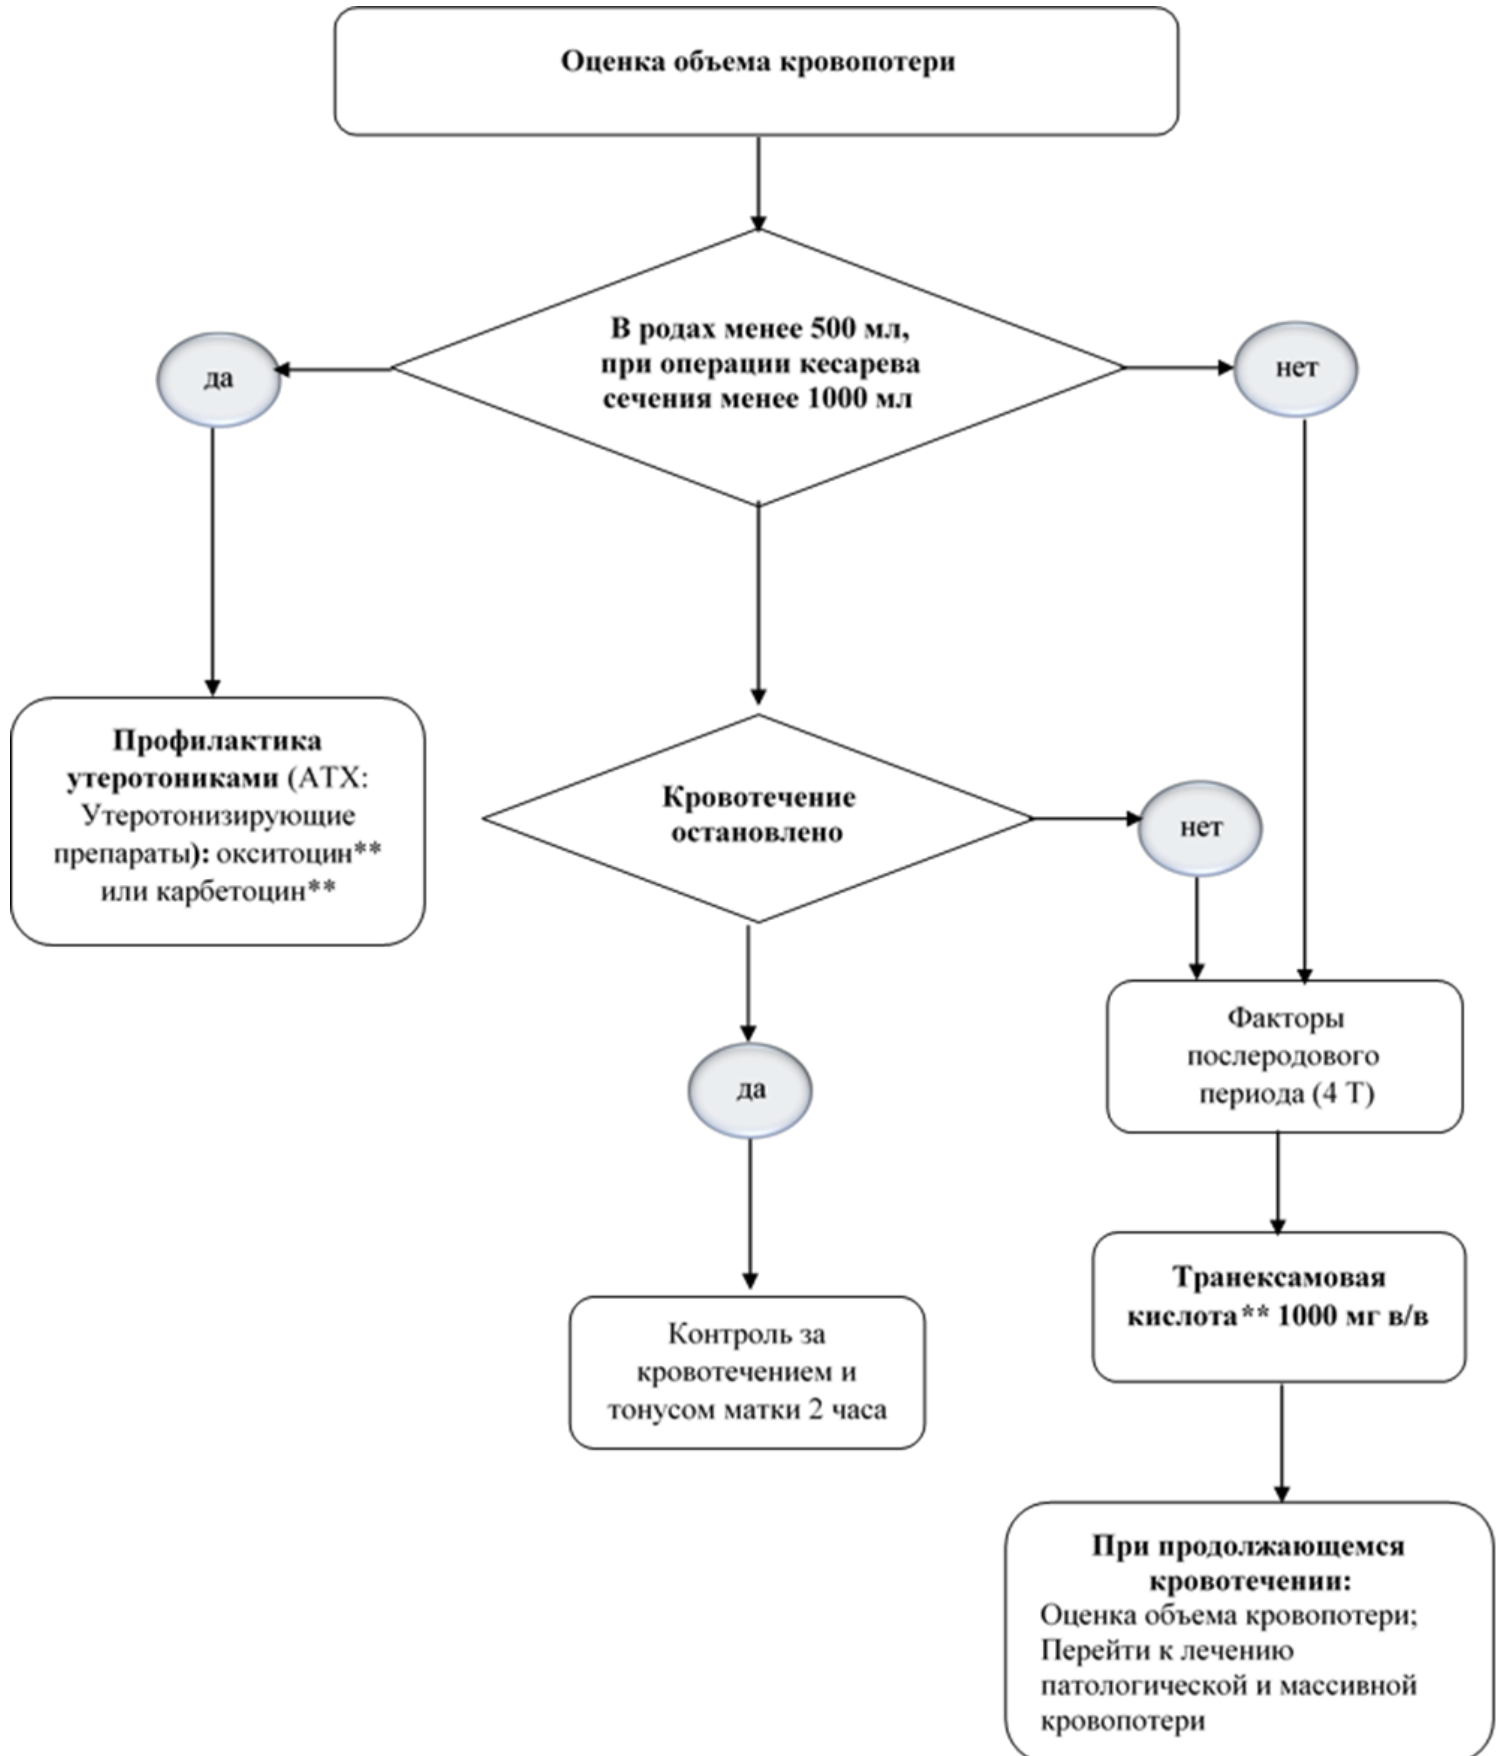 Оценка объема кровопотери
В родах менее 500 мл,
при операции кесарева
сечения менее 1000 мл
да
нет
Профилактика
утеротониками (АТХ:
Утеротонизирующие
препараты): окситоцин**
или карбетоцин**
Кровотечение
остановлено
нет
да
Факторы
послеродового
периода (4 Т)
Контроль за
кровотечением и
тонусом матки 2 часа
Транексамовая
кислота** 1000 мг в/в
При продолжающемся
кровотечении:
Оценка объема кровопотери;
Перейти к лечению
патологической и массивной
кровопотери